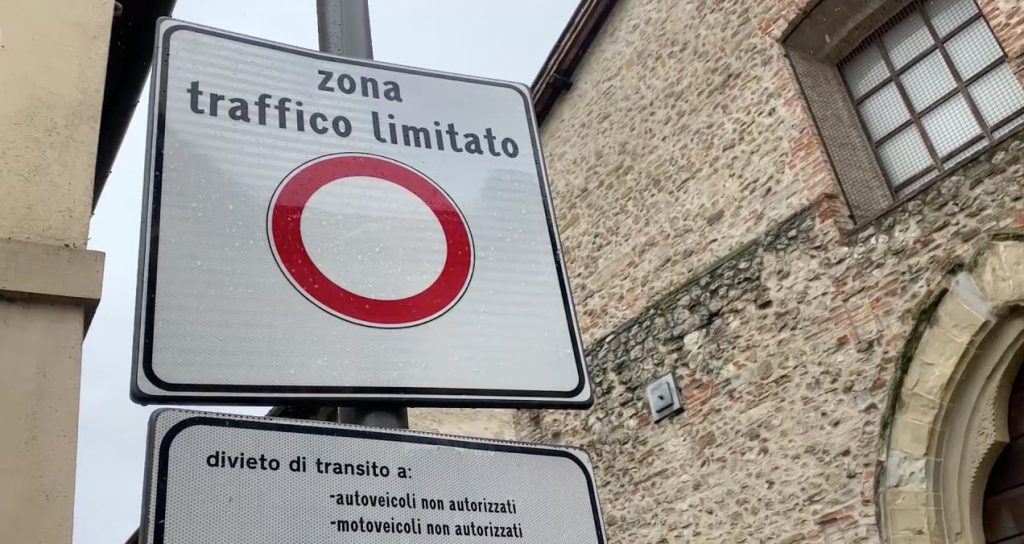 zona
traffico limitato
divieto di transito a:
-autoveicoli non autorizzati
-motoveicoli non autorizzati